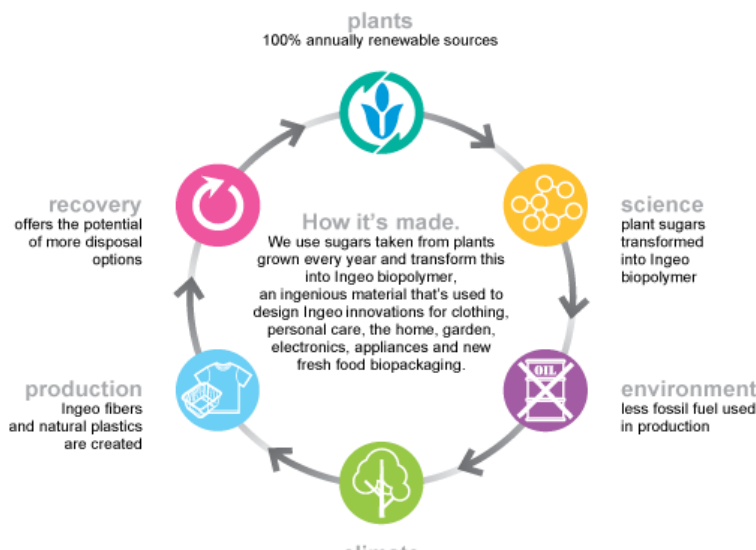 plants
100% annually renewable sources
science
plant sugars
transformed
into Ingeo
biopolymer
environment
less fossil fuel used
in production
OIL
production
Ingeo fibers
and natural plastics
are created
recovery
offers the potential
of more disposal
options
How it's made.
We use sugars taken from plants
grown every year and transform this
into Ingeo biopolymer,
an ingenious material that's used to
design Ingeo innovations for clothing,
personal care, the home, garden,
electronics, appliances and new
fresh food biopackaging.